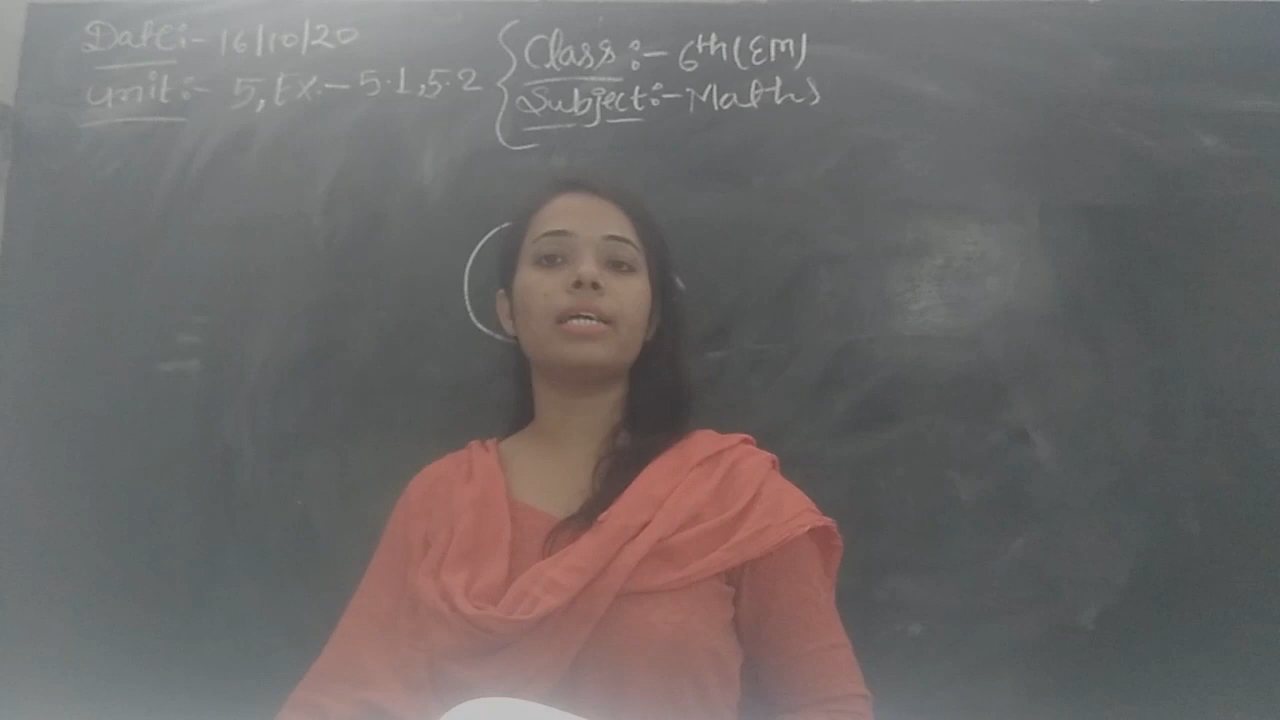 Date:- 16/10/20
Unit:- 5, Ex.- 5.1, 5.2
Class :- 6th (EM)
Subject:- Maths